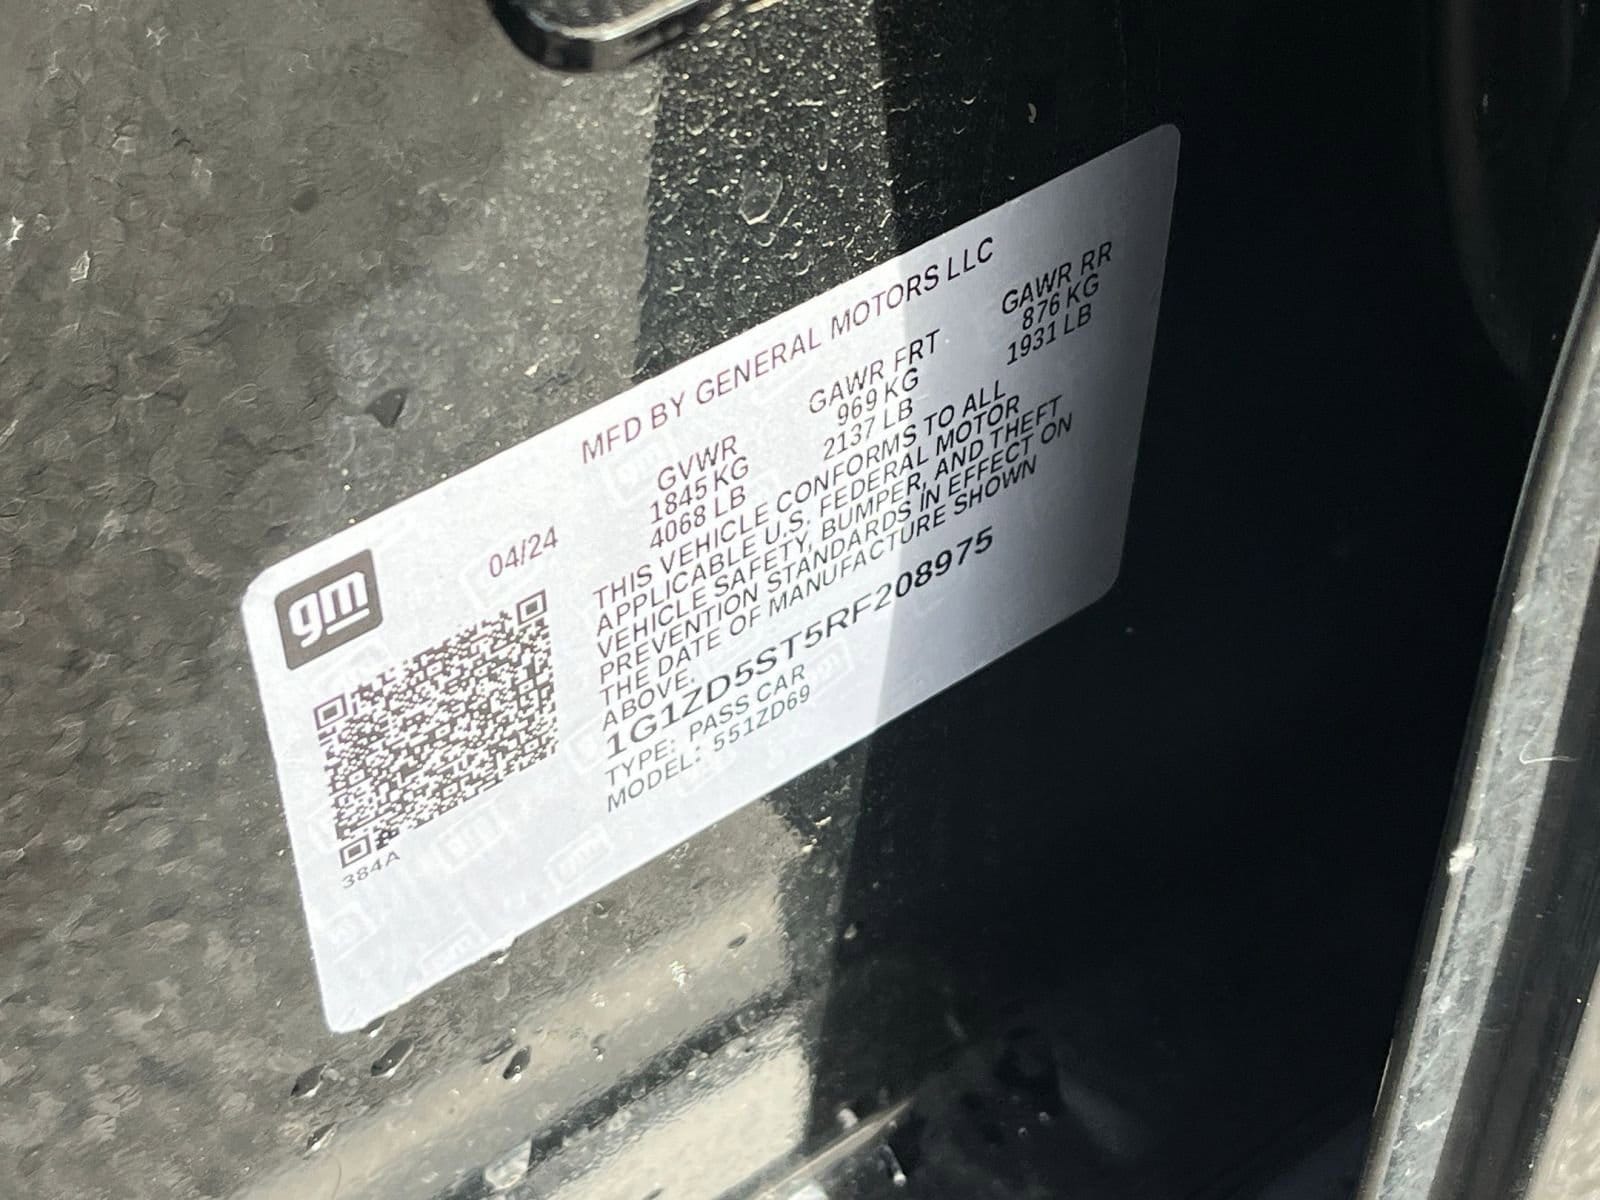 MFD BY GENERAL MOTORS LLC
gm
04/24
GVWR GAWR FRT GAWR RR
1845 KG 969 KG 876 KG
4068 LB 2137 LB 1931 LB
THIS VEHICLE CONFORMS TO ALL
APPLICABLE U.S. FEDERAL MOTOR
VEHICLE SAFETY, BUMPER, AND THEFT
PREVENTION STANDARDS IN EFFECT ON
THE DATE OF MANUFACTURE SHOWN
ABOVE.
1G1ZD5ST5RF208975
TYPE: PASS CAR
MODEL: 551ZD69
384A